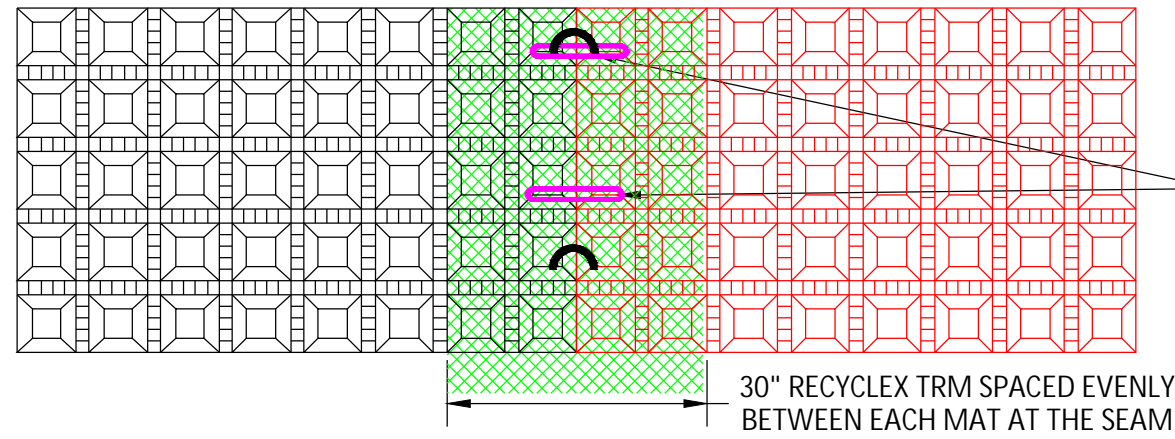 30" RECYCLEX TRM SPACED EVENLY
BETWEEN EACH MAT AT THE SEAM